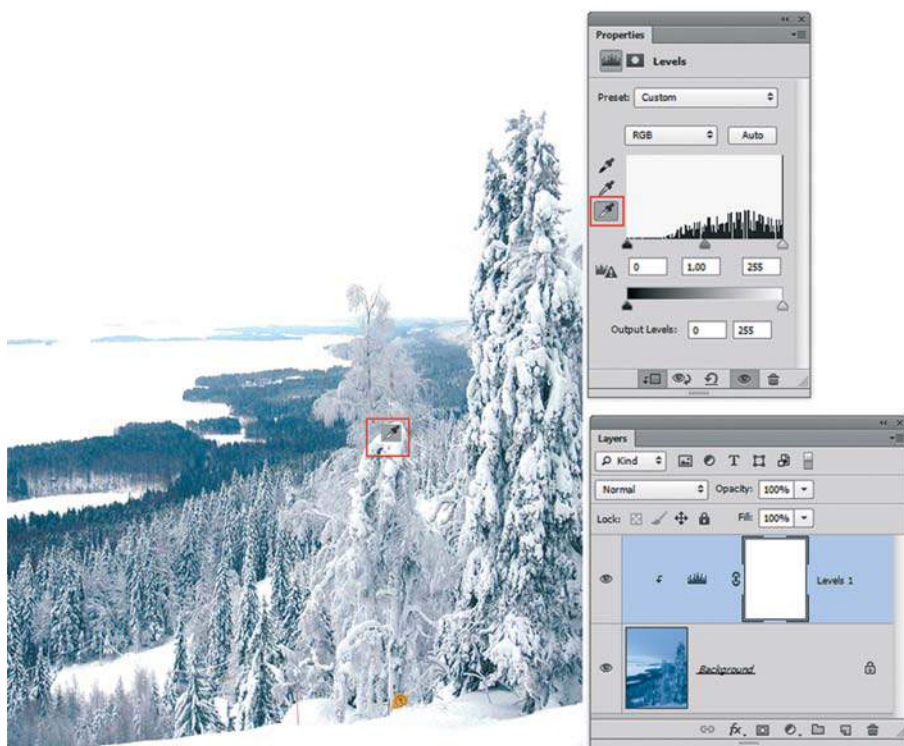 Properties
Levels
Preset: Custom
RGB Auto
0 1.00 255
Output Levels: 0 255
Layers
Kind T
Normal Opacity: 100%
Lock: Fill: 100%
Levels 1
Background
fx